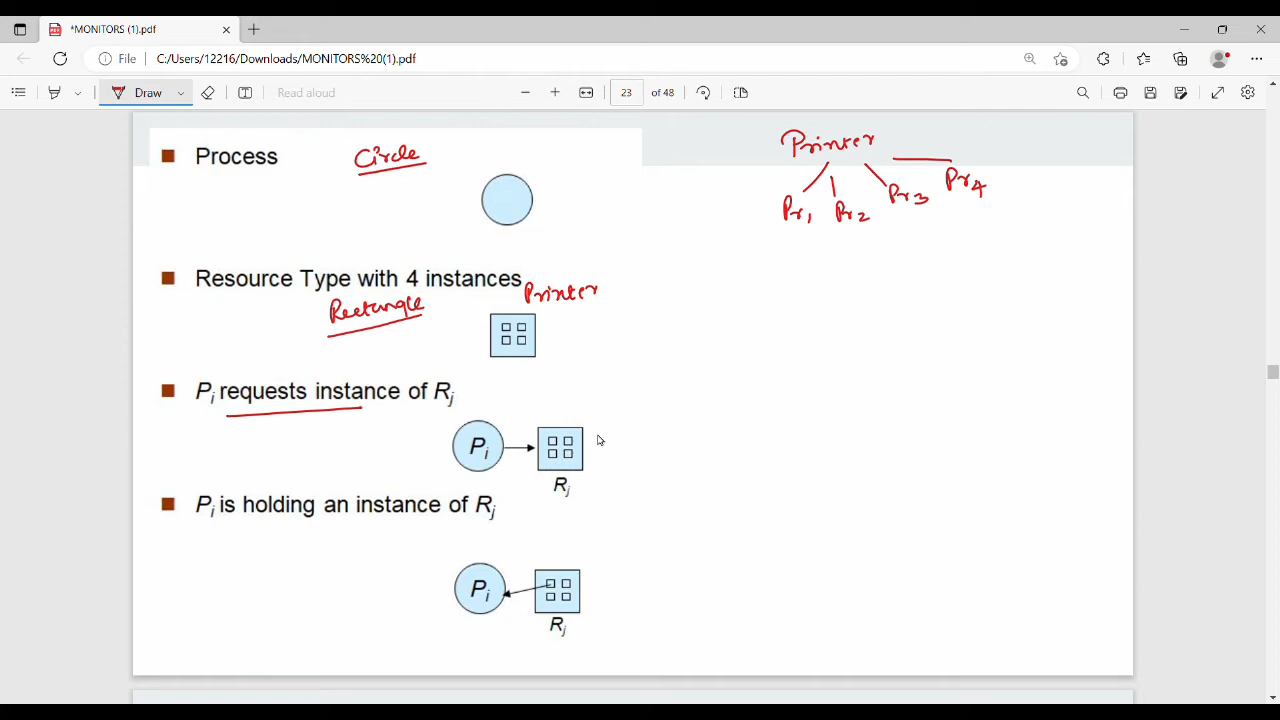 *MONITORS (1).pdf
File C:/Users/12216/Downloads/MONITORS%20(1).pdf
Draw Read aloud 23 of 48
Process
Circle
Printer
Pr1 Pr2 Pr3 Pr4
Resource Type with 4 instances
Rectangle
Printer
Pi requests instance of Rj
Pi
Rj
Pi is holding an instance of Rj
Pi
Rj